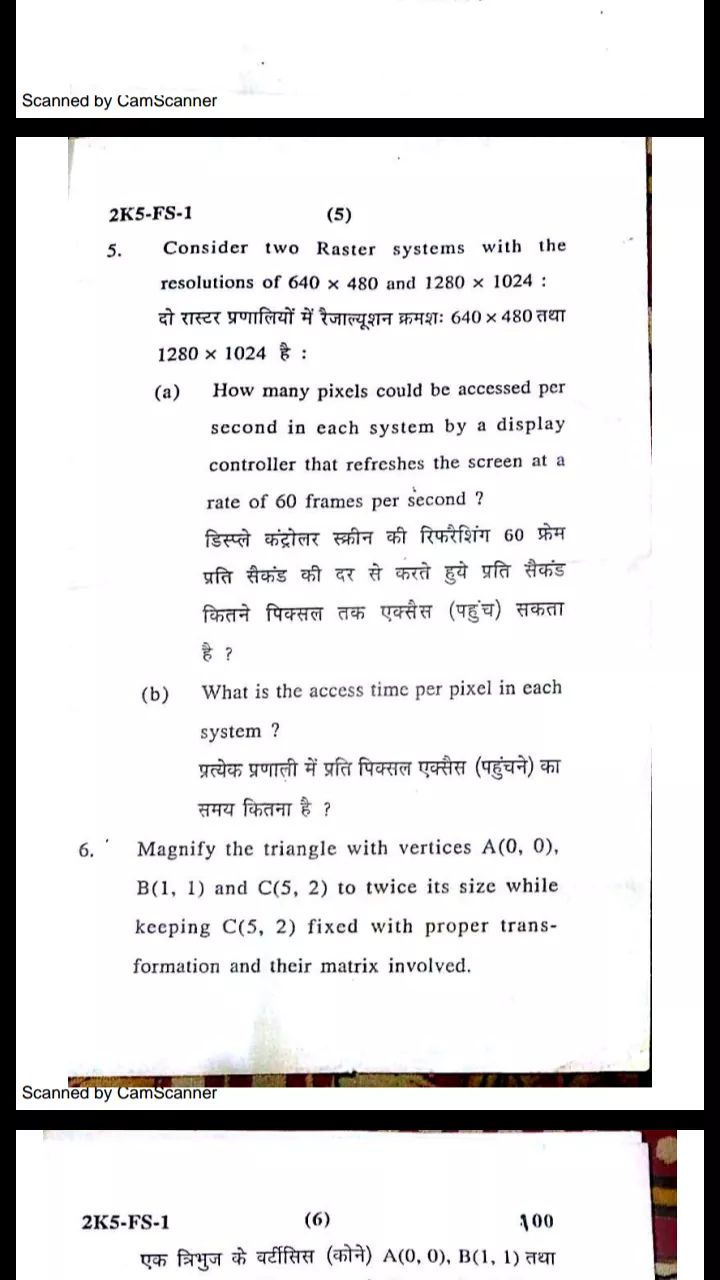 Scanned by CamScanner
2K5-FS-1 (5)
5. Consider two Raster systems with the
resolutions of 640 × 480 and 1280 × 1024 :
दो रास्टर प्रणालियों में रैजाल्यूशन क्रमशः 640 × 480 तथा
1280 × 1024 है :
(a) How many pixels could be accessed per
second in each system by a display
controller that refreshes the screen at a
rate of 60 frames per second ?
डिस्प्ले कंट्रोलर स्क्रीन की रिफरैशिंग 60 फ्रेम
प्रति सैकंड की दर से करते हुये प्रति सैकंड
कितने पिक्सल तक एक्सैस (पहुंच) सकता
है ?
(b) What is the access time per pixel in each
system ?
प्रत्येक प्रणाली में प्रति पिक्सल एक्सैस (पहुंचने) का
समय कितना है ?
6. Magnify the triangle with vertices A(0, 0),
B(1, 1) and C(5, 2) to twice its size while
keeping C(5, 2) fixed with proper trans-
formation and their matrix involved.
Scanned by CamScanner
2K5-FS-1 (6) 100
एक त्रिभुज के वर्टीसिस (कोने) A(0, 0), B(1, 1) तथा